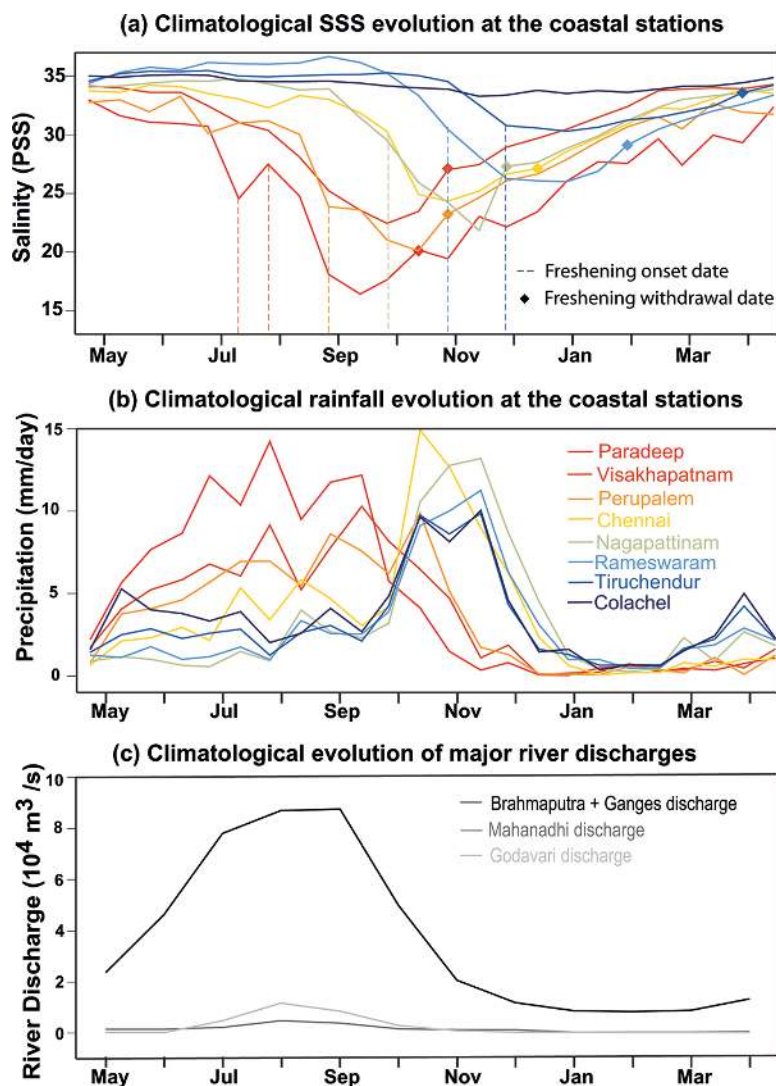 (a) Climatological SSS evolution at the coastal stations
Salinity (PSS)
35
30
25
20
15
Freshening onset date
Freshening withdrawal date
May Jul Sep Nov Jan Mar
(b) Climatological rainfall evolution at the coastal stations
Precipitation (mm/day)
15
10
5
0
Paradeep
Visakhapatnam
Perupalem
Chennai
Nagapattinam
Rameswaram
Tiruchendur
Colachel
May Jul Sep Nov Jan Mar
(c) Climatological evolution of major river discharges
River Discharge (10⁴ m³ /s)
10
8
6
4
2
0
Brahmaputra + Ganges discharge
Mahanadhi discharge
Godavari discharge
May Jul Sep Nov Jan Mar